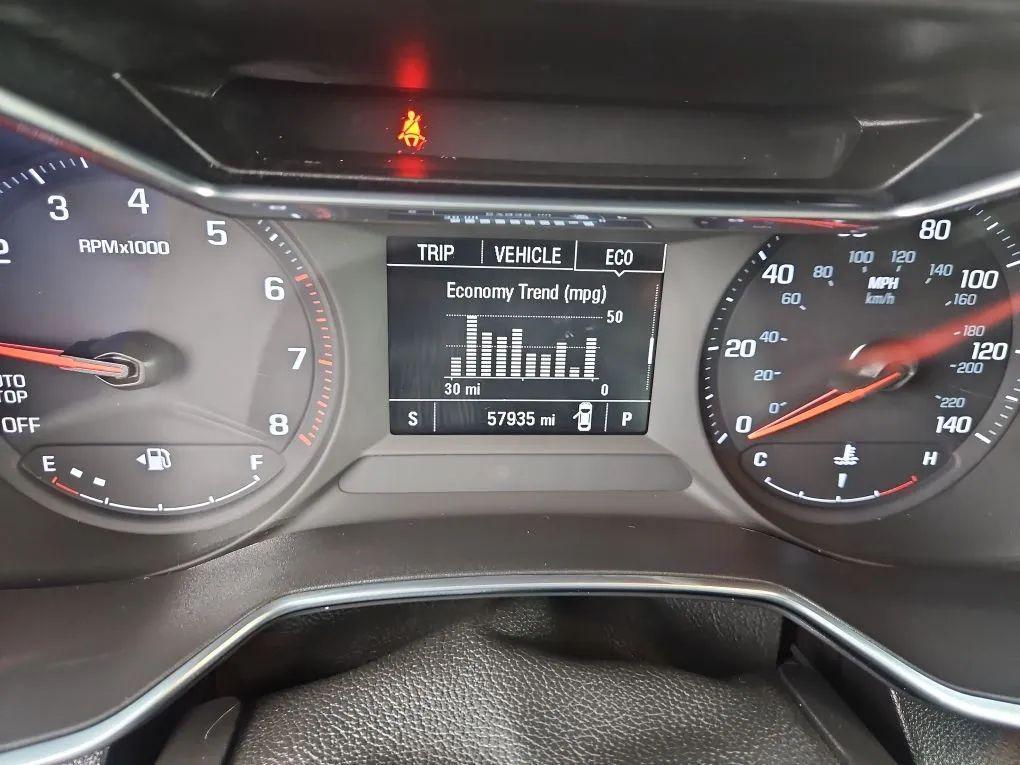 3 4 5 6 7 8
RPMx1000
OFF
E F
TRIP VEHICLE ECO
Economy Trend (mpg)
50
30 mi 0
S 57935 mi P
0 20 40 80 100 120 140
MPH
km/h
0 20 40 60 80 100 120 140 160 180 200 220
C H